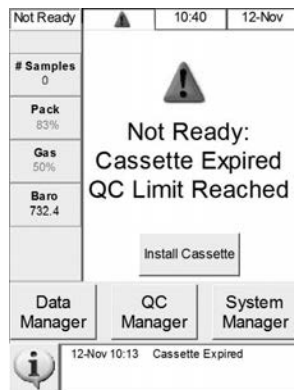 Not Ready
10:40
12-Nov
# Samples
0
Pack
83%
Gas
50%
Baro
732.4
Not Ready:
Cassette Expired
QC Limit Reached
Install Cassette
Data
Manager
QC
Manager
System
Manager
12-Nov 10:13 Cassette Expired